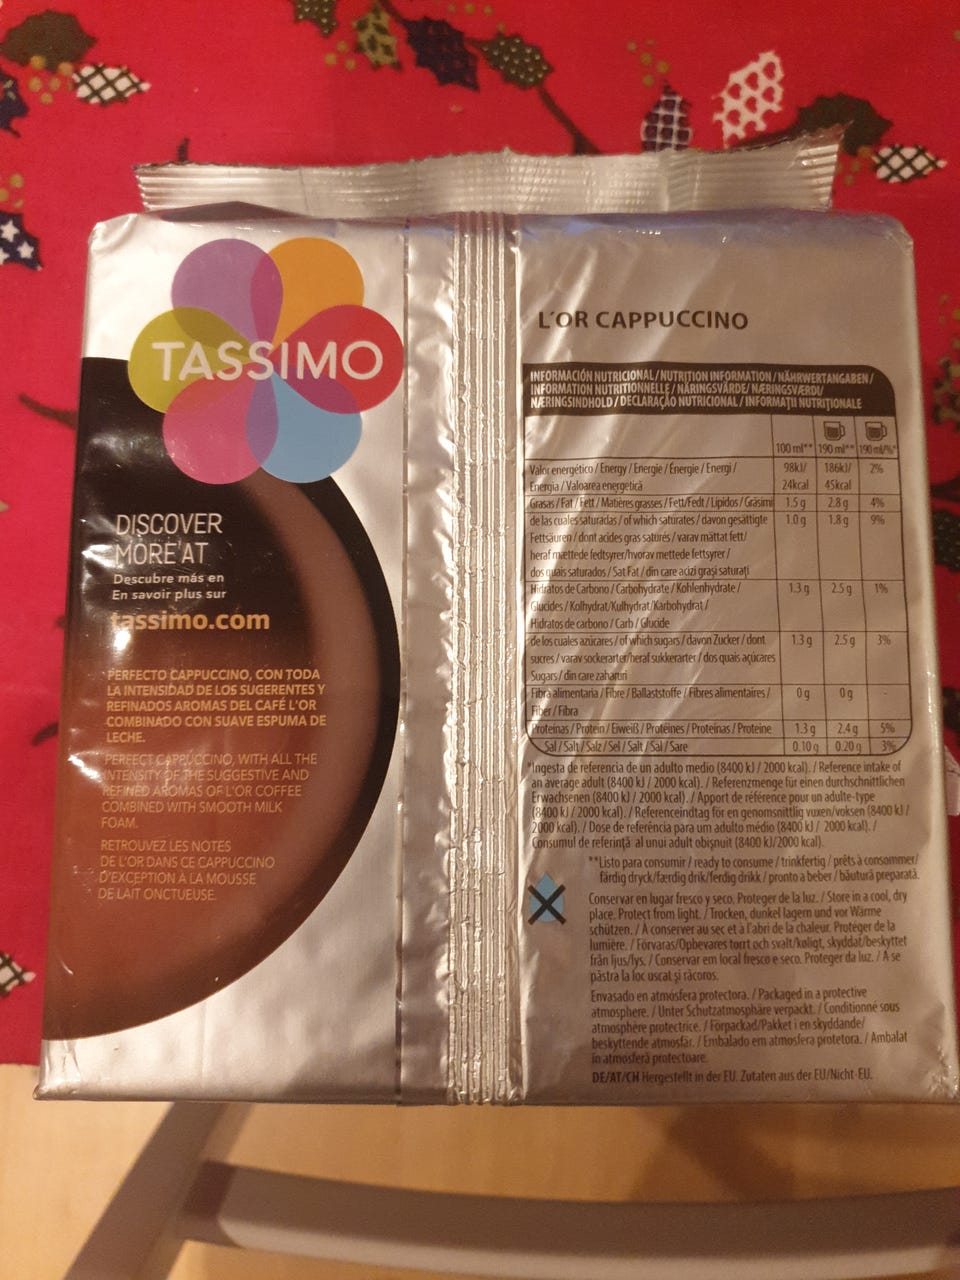 TASSIMO
DISCOVER
MORE AT
Descubre más en
En savoir plus sur
tassimo.com
PERFECTO CAPPUCCINO, CON TODA
LA INTENSIDAD DE LOS SUGERENTES Y
REFINADOS AROMAS DEL CAFÉ L'OR
COMBINADO CON SUAVE ESPUMA DE
LECHE.
PERFECT CAPPUCCINO, WITH ALL THE
INTENSITY OF THE SUGGESTIVE AND
REFINED AROMAS OF L'OR COFFEE
COMBINED WITH SMOOTH MILK
FOAM.
RETROUVEZ LES NOTES
DE L'OR DANS CE CAPPUCCINO
D'EXCEPTION À LA MOUSSE
DE LAIT ONCTUEUSE.
L'OR CAPPUCCINO
INFORMACIÓN NUTRICIONAL / NUTRITION INFORMATION / NÄHRWERTANGABEN /
INFORMATION NUTRITIONNELLE / NÄRINGSVÄRDE / NÆRINGSVÆRDI/
NÆRINGSINDHOLD / DECLARAÇÃO NUTRICIONAL / INFORMAȚII NUTRIȚIONALE
100 ml** 190 ml** 190 ml/%*
Valor energético / Energy / Energie / Énergie / Energi / 98kJ/ 186kJ/ 2%
Energia / Valoarea energetică 24kcal 45kcal
Grasas / Fat / Fett / Matières grasses / Fett/Fedt / Lípidos / Grăsimi 1.5 g 2.8 g 4%
de las cuales saturadas / of which saturates / davon gesättigte 1.0 g 1.8 g 9%
Fettsäuren / dont acides gras saturés / varav mättat fett/
heraf mættede fedtsyrer/hvorav mettede fettsyrer /
dos quais saturados / Sat Fat / din care acizi grași saturați
Hidratos de Carbono / Carbohydrate / Kohlenhydrate / 1.3 g 2.5 g 1%
Glucides / Kolhydrat/Kulhydrat/Karbohydrat /
Hidratos de carbono / Carb / Glucide
de los cuales azúcares / of which sugars / davon Zucker / dont 1.3 g 2.5 g 3%
sucres / varav sockerarter/heraf sukkerarter / dos quais açúcares
Sugars / din care zaharuri
Fibra alimentaria / Fibre / Ballaststoffe / Fibres alimentaires / 0 g 0 g -
Fiber / Fibra
Proteínas / Protein / Eiweiß / Protéines / Proteínas / Proteine 1.3 g 2.4 g 5%
Sal / Salt / Salz / Sel / Salt / Sal / Sare 0.10 g 0.20 g 3%
*Ingesta de referencia de un adulto medio (8400 kJ / 2000 kcal). / Reference intake of
an average adult (8400 kJ / 2000 kcal). / Referenzmenge für einen durchschnittlichen
Erwachsenen (8400 kJ / 2000 kcal). / Apport de référence pour un adulte-type
(8400 kJ / 2000 kcal). / Referenceindtag för en genomsnittlig vuxen/voksen (8400 kJ /
2000 kcal). / Dose de referência para um adulto médio (8400 kJ / 2000 kcal). /
Consumul de referință al unui adult obișnuit (8400 kJ/2000 kcal).
**Listo para consumir / ready to consume / trinkfertig / prêts à consommer/
färdig dryck/færdig drik/ferdig drikk / pronto a beber / băutură preparată.
Conservar en lugar fresco y seco. Proteger de la luz. / Store in a cool, dry
place. Protect from light. / Trocken, dunkel lagern und vor Wärme
schützen. / À conserver au sec et à l'abri de la chaleur. Protéger de la
lumière. / Förvaras/Opbevares torrt och svalt/køligt, skyddat/beskyttet
från ljus/lys. / Conservar em local fresco e seco. Proteger da luz. / A se
păstra la loc uscat și răcoros.
Envasado en atmósfera protectora. / Packaged in a protective
atmosphere. / Unter Schutzatmosphäre verpackt. / Conditionné sous
atmosphère protectrice. / Förpackad/Pakket i en skyddande/
beskyttende atmosfär. / Embalado em atmosfera protetora. / Ambalat
în atmosferă protectoare.
DE/AT/CH Hergestellt in der EU. Zutaten aus der EU/Nicht-EU.